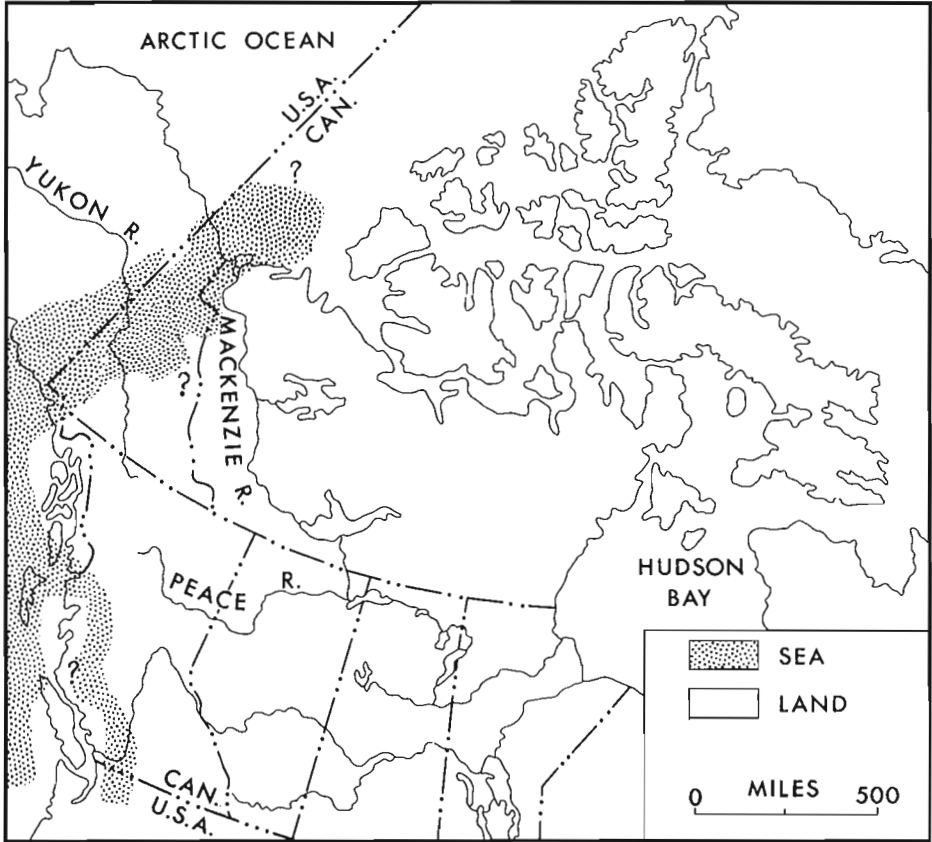 ARCTIC OCEAN
U.S.A.
CAN.
?
YUKON R.
MACKENZIE R.
?
PEACE R.
HUDSON
BAY
?
CAN.
U.S.A.
SEA
LAND
MILES
0 500